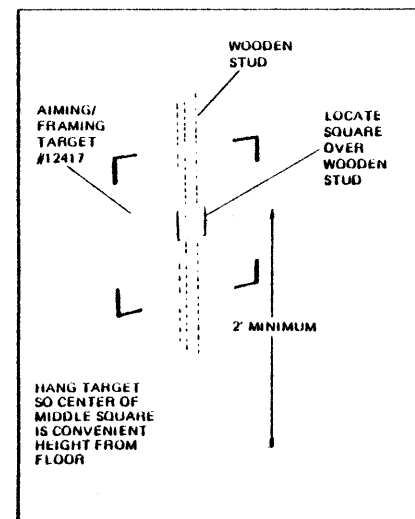 WOODEN
STUD
AIMING/
FRAMING
TARGET
#12417
LOCATE
SQUARE
OVER
WOODEN
STUD
2' MINIMUM
HANG TARGET
SO CENTER OF
MIDDLE SQUARE
IS CONVENIENT
HEIGHT FROM
FLOOR